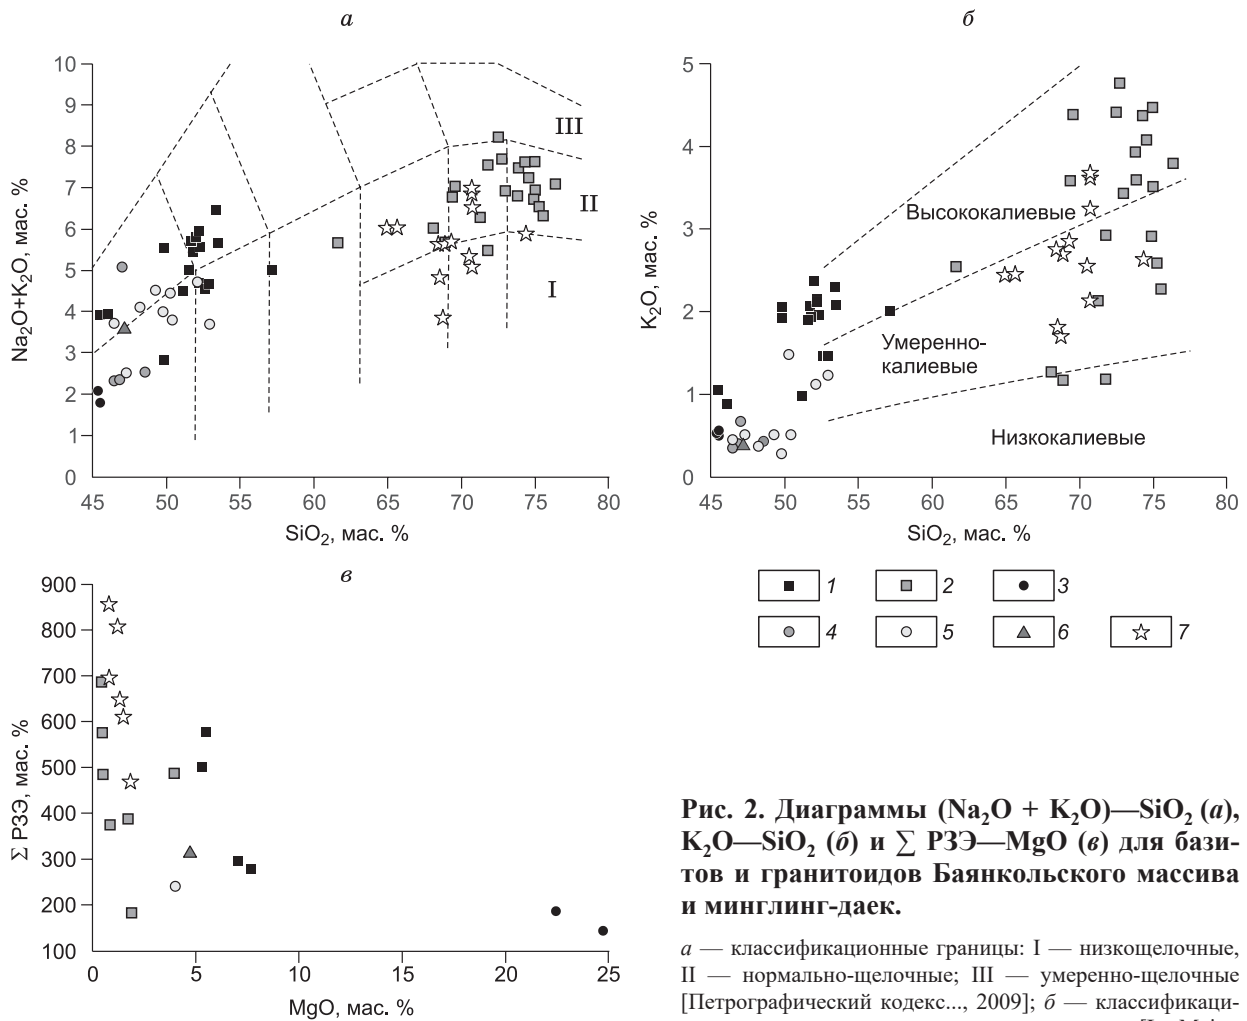 а
10
9
8
7
6
5
4
3
2
1
0
Na₂O+K₂O, мас. %
III
II
I
45 50 55 60 65 70 75 80
SiO₂, мас. %
б
5
4
3
2
1
0
K₂O, мас. %
Высококалиевые
Умеренно-
калиевые
Низкокалиевые
45 50 55 60 65 70 75 80
SiO₂, мас. %
в
900
800
700
600
500
400
300
200
100
Σ РЗЭ, мас. %
0 5 10 15 20 25
MgO, мас. %
1 2 3
4 5 6 7
Рис. 2. Диаграммы (Na₂O + K₂O)—SiO₂ (а),
K₂O—SiO₂ (б) и ∑ РЗЭ—MgO (в) для бази-
тов и гранитоидов Баянкольского массива
и минглинг-даек.
а — классификационные границы: I — низкощелочные,
II — нормально-щелочные; III — умеренно-щелочные
[Петрографический кодекс..., 2009]; б — классификаци-